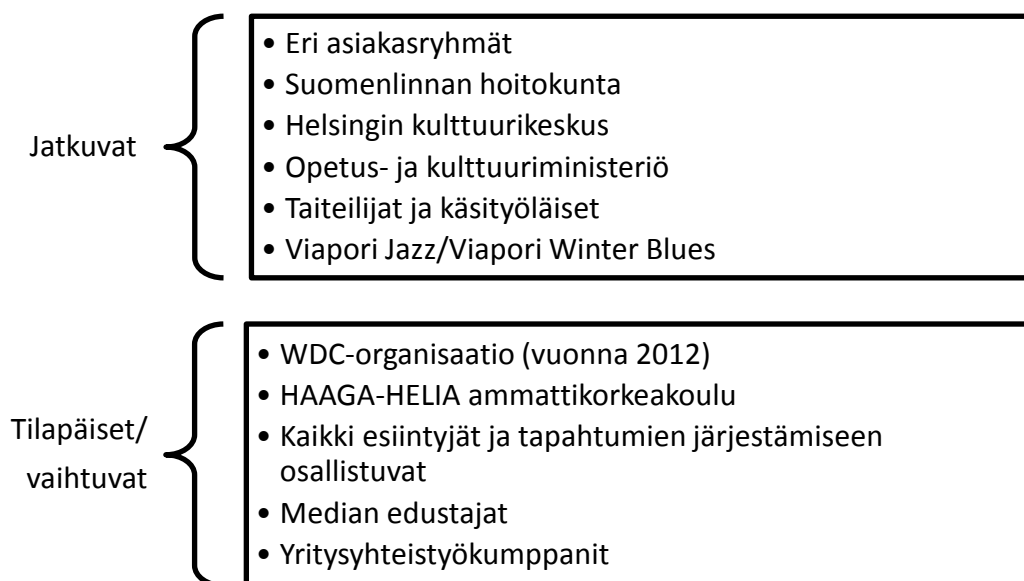 Jatkuvat
• Eri asiakasryhmät
• Suomenlinnan hoitokunta
• Helsingin kulttuurikeskus
• Opetus- ja kulttuuriministeriö
• Taiteilijat ja käsityöläiset
• Viapori Jazz/Viapori Winter Blues
Tilapäiset/
vaihtuvat
• WDC-organisaatio (vuonna 2012)
• HAAGA-HELIA ammattikorkeakoulu
• Kaikki esiintyjät ja tapahtumien järjestämiseen
osallistuvat
• Median edustajat
• Yritysyhteistyökumppanit